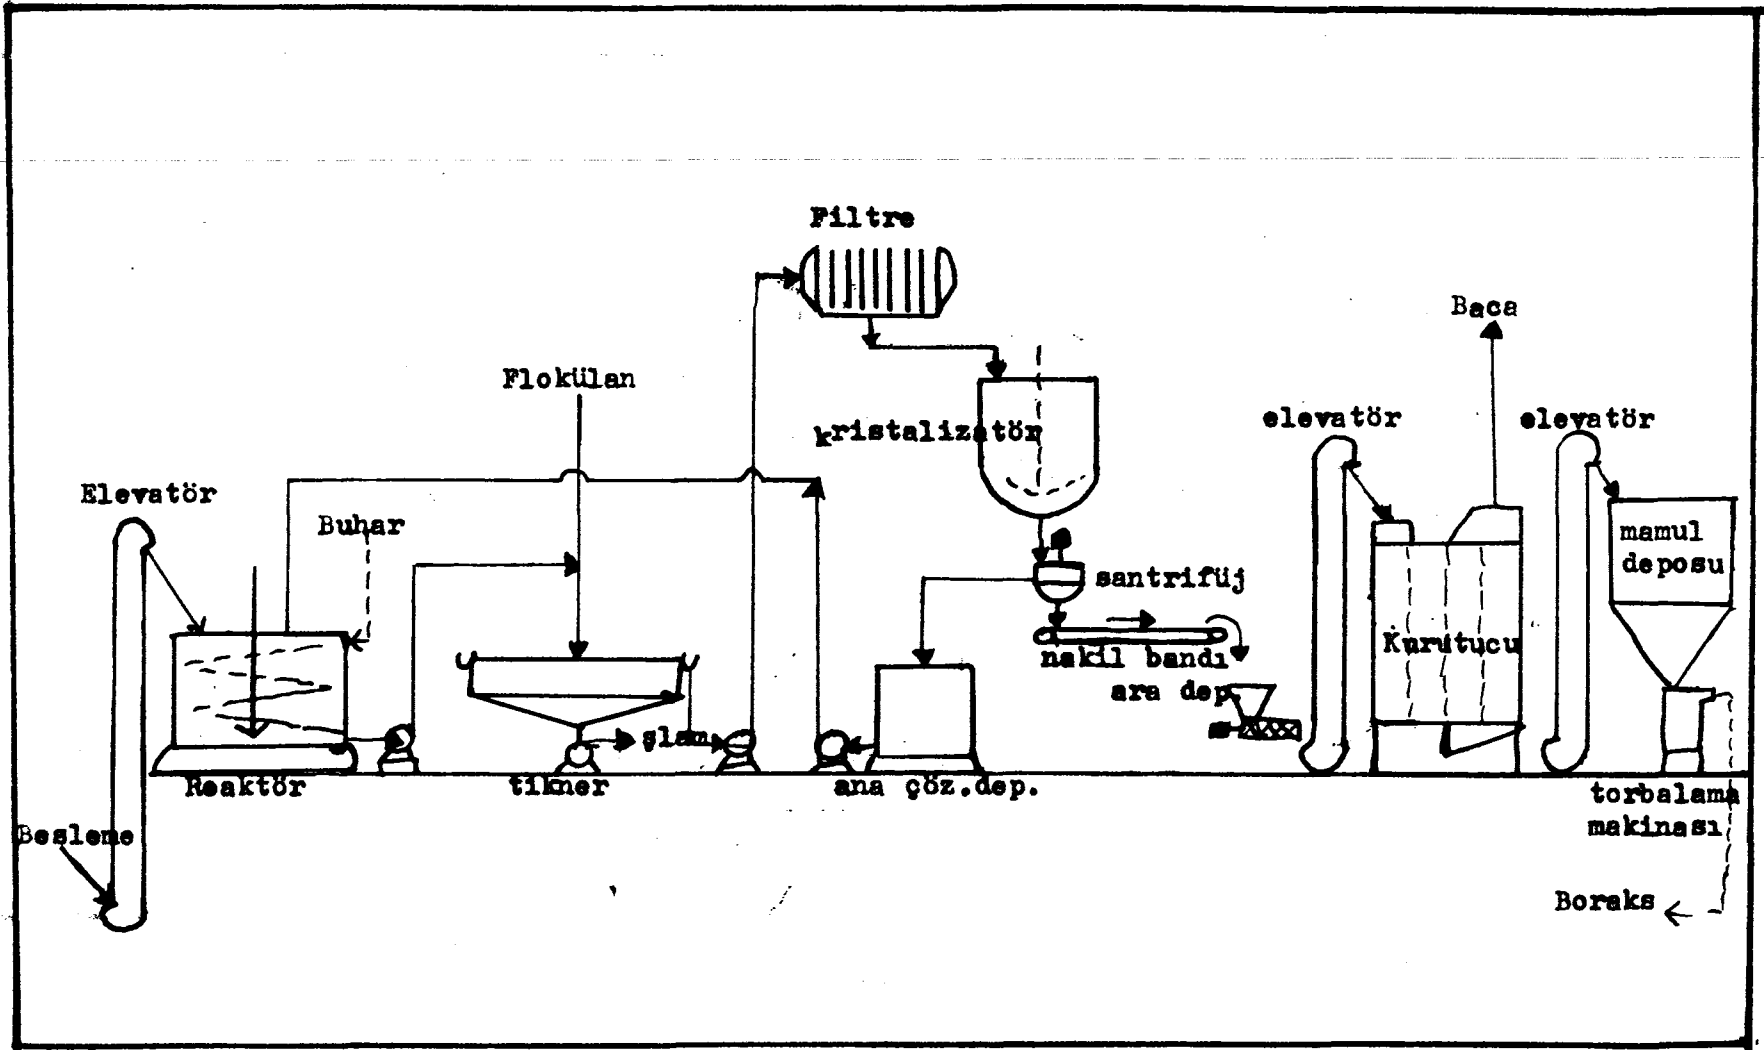 Filtre
Baca
Flokülan
kristalizatör
elevatör
elevatör
Elevatör
Buhar
mamul
deposu
santrifüj
Kurutucu
nakil bandı
ara dep.
şlam
Reaktör
tikner
ana çöz.dep.
torbalama
makinası
Besleme
Boraks